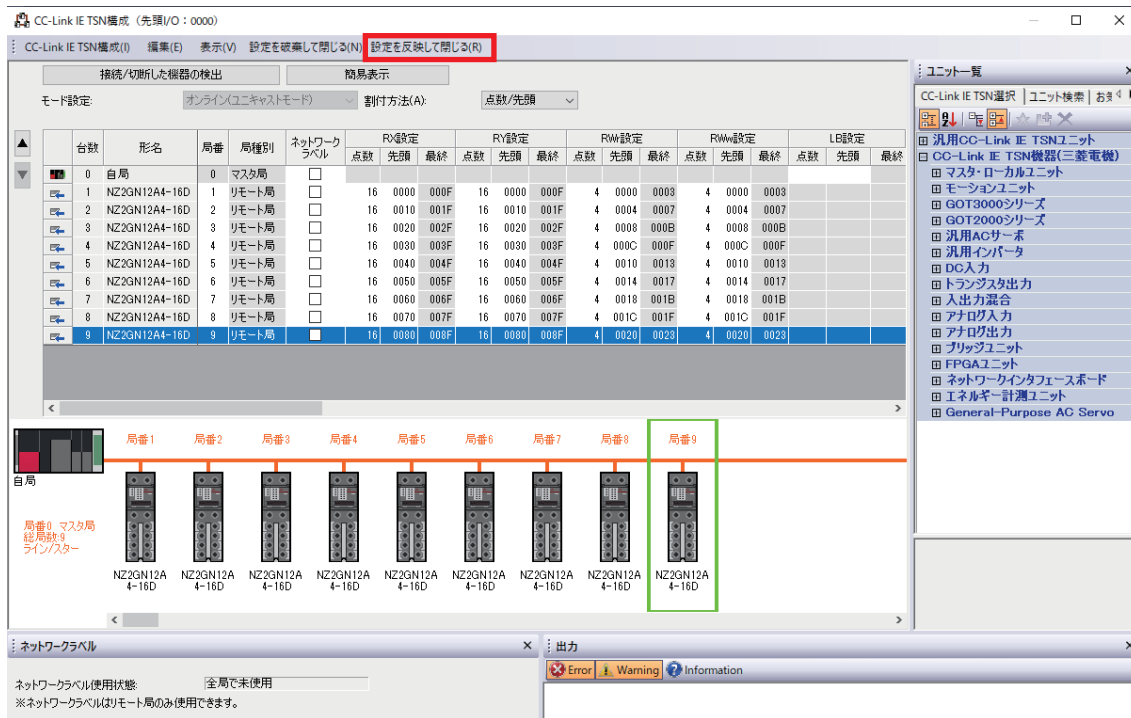 CC-Link IE TSN構成（先頭I/O：0000）
CC-Link IE TSN構成(I) 編集(E) 表示(V) 設定を破棄して閉じる(N) 設定を反映して閉じる(R)
接続/切断した機器の検出 簡易表示
モード設定: オンライン(ユニキャストモード) 割付方法(A): 点数/先頭
台数 形名 局番 局種別 ネットワークラベル RX設定 RY設定 RWr設定 RWw設定 LB設定
点数 先頭 最終 点数 先頭 最終 点数 先頭 最終 点数 先頭 最終 点数 先頭 最終
0 自局 0 マスタ局
1 NZ2GN12A4-16D 1 リモート局 16 0000 000F 16 0000 000F 4 0000 0003 4 0000 0003
2 NZ2GN12A4-16D 2 リモート局 16 0010 001F 16 0010 001F 4 0004 0007 4 0004 0007
3 NZ2GN12A4-16D 3 リモート局 16 0020 002F 16 0020 002F 4 0008 000B 4 0008 000B
4 NZ2GN12A4-16D 4 リモート局 16 0030 003F 16 0030 003F 4 000C 000F 4 000C 000F
5 NZ2GN12A4-16D 5 リモート局 16 0040 004F 16 0040 004F 4 0010 0013 4 0010 0013
6 NZ2GN12A4-16D 6 リモート局 16 0050 005F 16 0050 005F 4 0014 0017 4 0014 0017
7 NZ2GN12A4-16D 7 リモート局 16 0060 006F 16 0060 006F 4 0018 001B 4 0018 001B
8 NZ2GN12A4-16D 8 リモート局 16 0070 007F 16 0070 007F 4 001C 001F 4 001C 001F
9 NZ2GN12A4-16D 9 リモート局 16 0080 008F 16 0080 008F 4 0020 0023 4 0020 0023
局番1 局番2 局番3 局番4 局番5 局番6 局番7 局番8 局番9
自局
局番0 マスタ局
総局数:9
ライン/スター
NZ2GN12A NZ2GN12A NZ2GN12A NZ2GN12A NZ2GN12A NZ2GN12A NZ2GN12A NZ2GN12A NZ2GN12A
4-16D 4-16D 4-16D 4-16D 4-16D 4-16D 4-16D 4-16D 4-16D
ユニット一覧
CC-Link IE TSN選択 ユニット検索 お気
汎用CC-Link IE TSNユニット
CC-Link IE TSN機器(三菱電機)
マスタ・ローカルユニット
モーションユニット
GOT3000シリーズ
GOT2000シリーズ
汎用ACサーボ
汎用インバータ
DC入力
トランジスタ出力
入出力混合
アナログ入力
アナログ出力
ブリッジユニット
FPGAユニット
ネットワークインタフェースボード
エネルギー計測ユニット
General-Purpose AC Servo
ネットワークラベル
ネットワークラベル使用状態: 全局で未使用
※ネットワークラベルはリモート局のみ使用できます。
出力
Error Warning Information